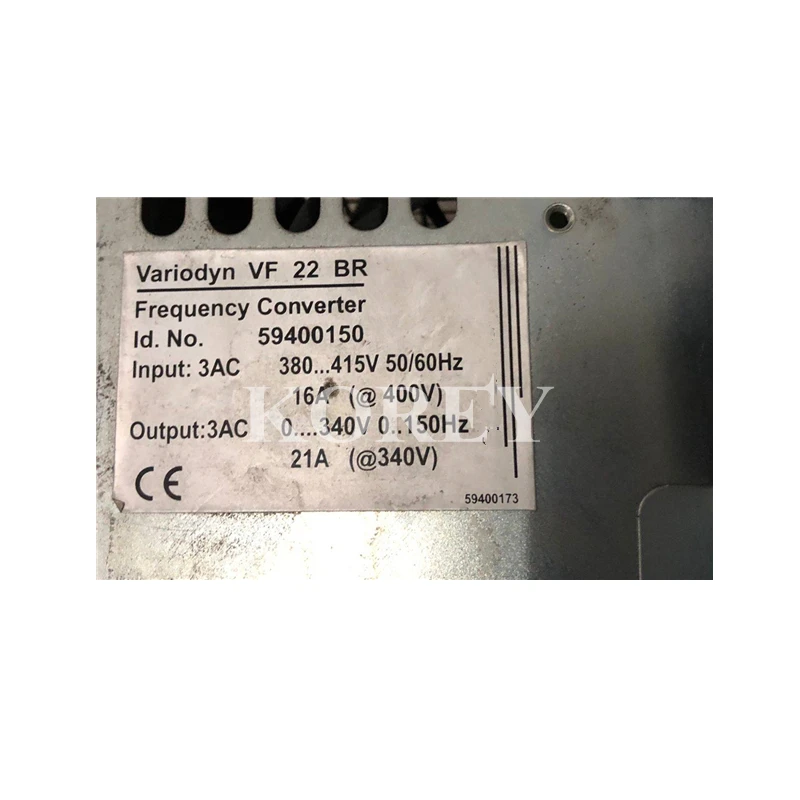 Variodyn VF 22 BR
Frequency Converter
Id. No. 59400150
Input: 3AC 380...415V 50/60Hz
16A (@ 400V)
KOREY
Output:3AC 0....340V 0..150Hz
21A (@340V)
CE
59400173